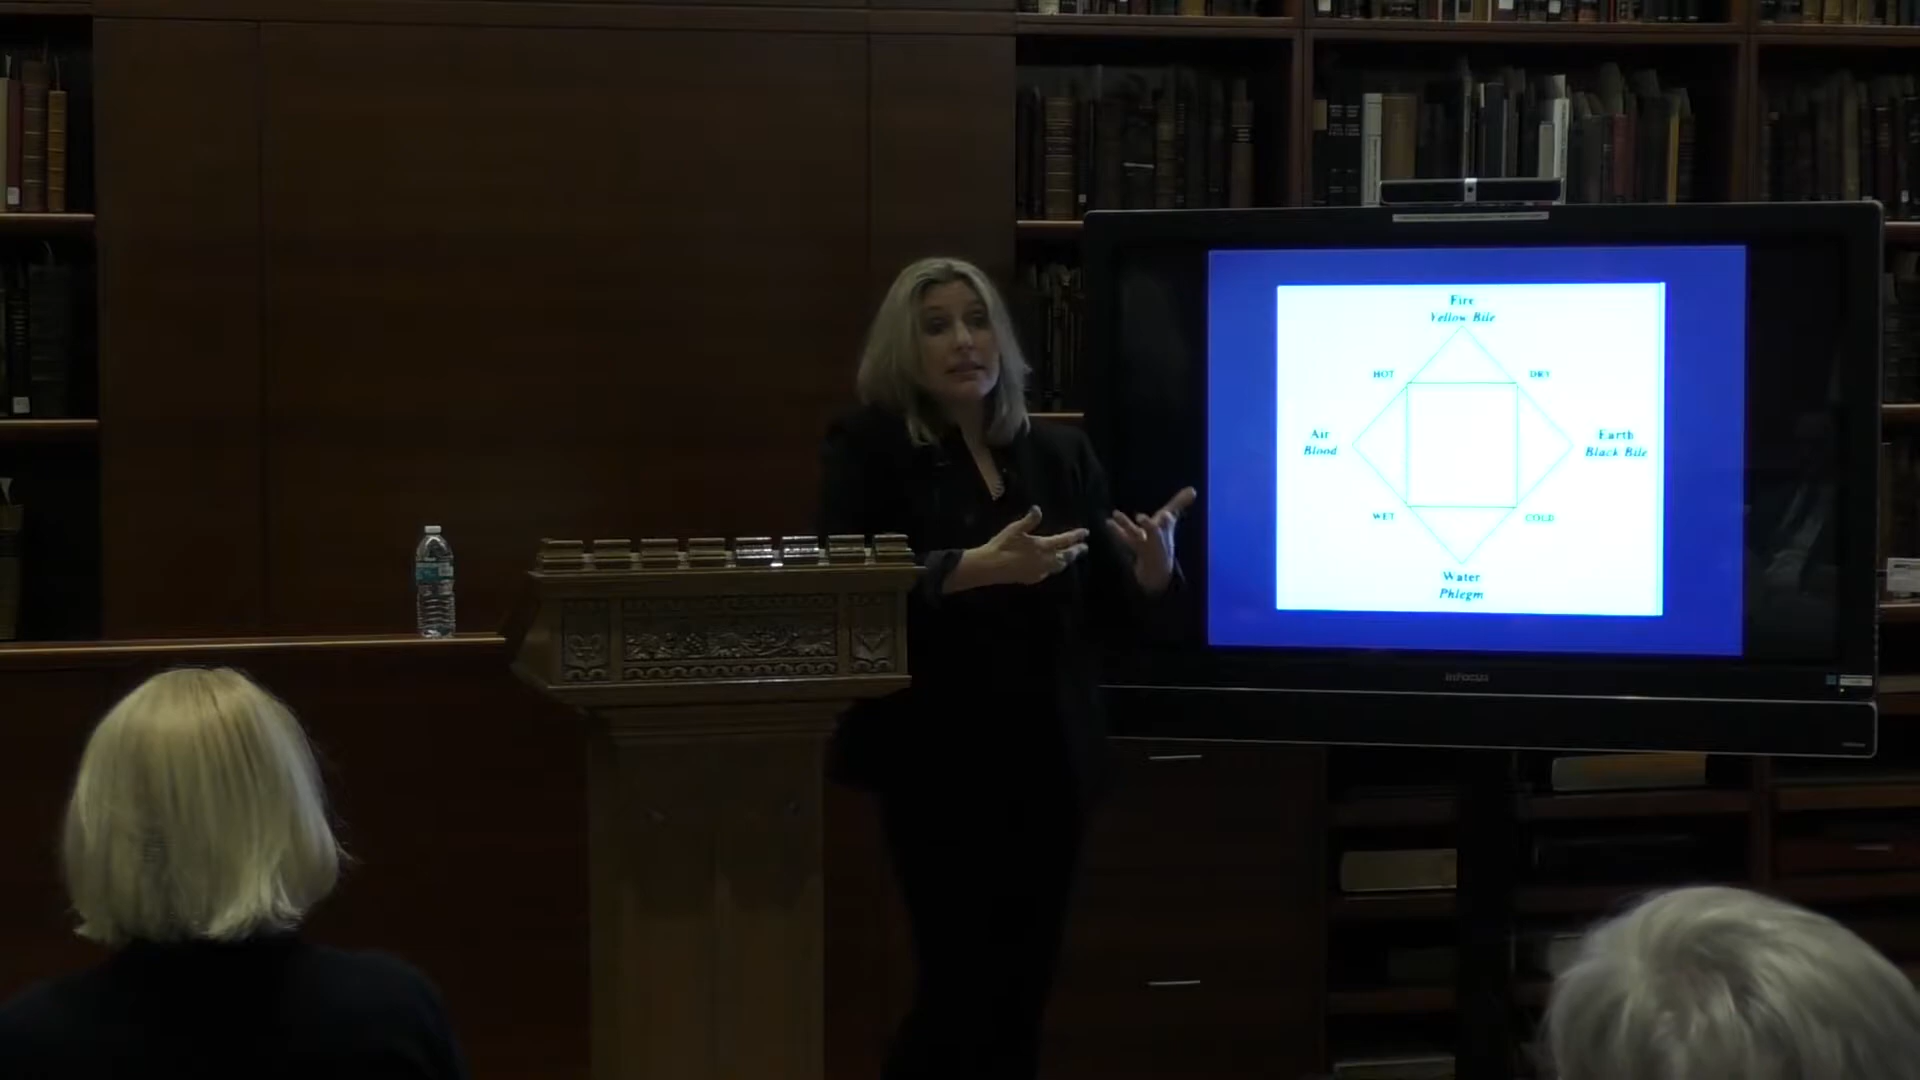 Fire
Yellow Bile
HOT
DRY
Air
Blood
Earth
Black Bile
WET
COLD
Water
Phlegm
InFocus